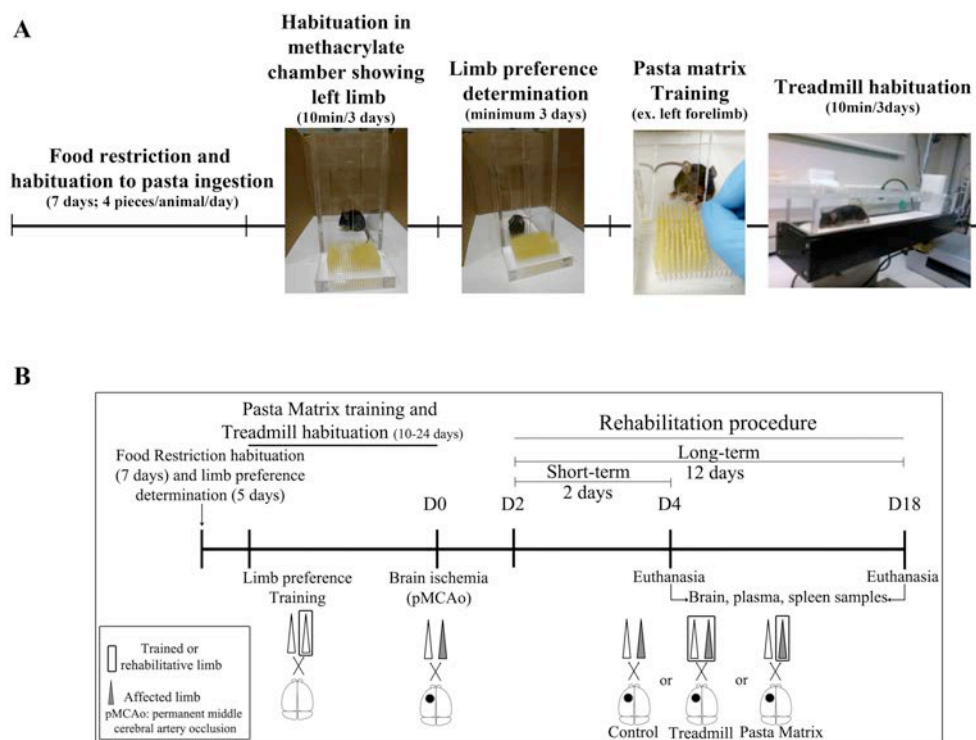 A
Habituation in
methacrylate
chamber showing
left limb
(10min/3 days)
Limb preference
determination
(minimum 3 days)
Pasta matrix
Training
(ex. left forelimb)
Treadmill habituation
(10min/3days)
Food restriction and
habituation to pasta ingestion
(7 days; 4 pieces/animal/day)
B
Pasta Matrix training and
Treadmill habituation (10-24 days)
Food Restriction habituation
(7 days) and limb preference
determination (5 days)
Rehabilitation procedure
Long-term
12 days
Short-term
2 days
D0
D2
D4
D18
Limb preference
Training
Brain ischemia
(pMCAo)
Euthanasia
Euthanasia
Brain, plasma, spleen samples
Trained or
rehabilitative limb
Affected limb
pMCAo: permanent middle
cerebral artery occlusion
or
or
Control
Treadmill
Pasta Matrix